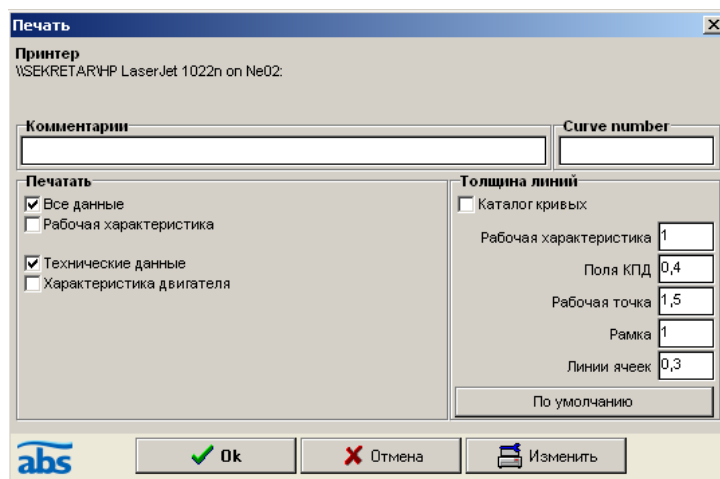 Печать
Принтер
\\SEKRETAR\HP LaserJet 1022n on Ne02:
Комментарии
Curve number
Печатать
Все данные
Рабочая характеристика
Технические данные
Характеристика двигателя
Толщина линий
Каталог кривых
Рабочая характеристика 1
Поля КПД 0,4
Рабочая точка 1,5
Рамка 1
Линии ячеек 0,3
По умолчанию
abs
Ok
Отмена
Изменить